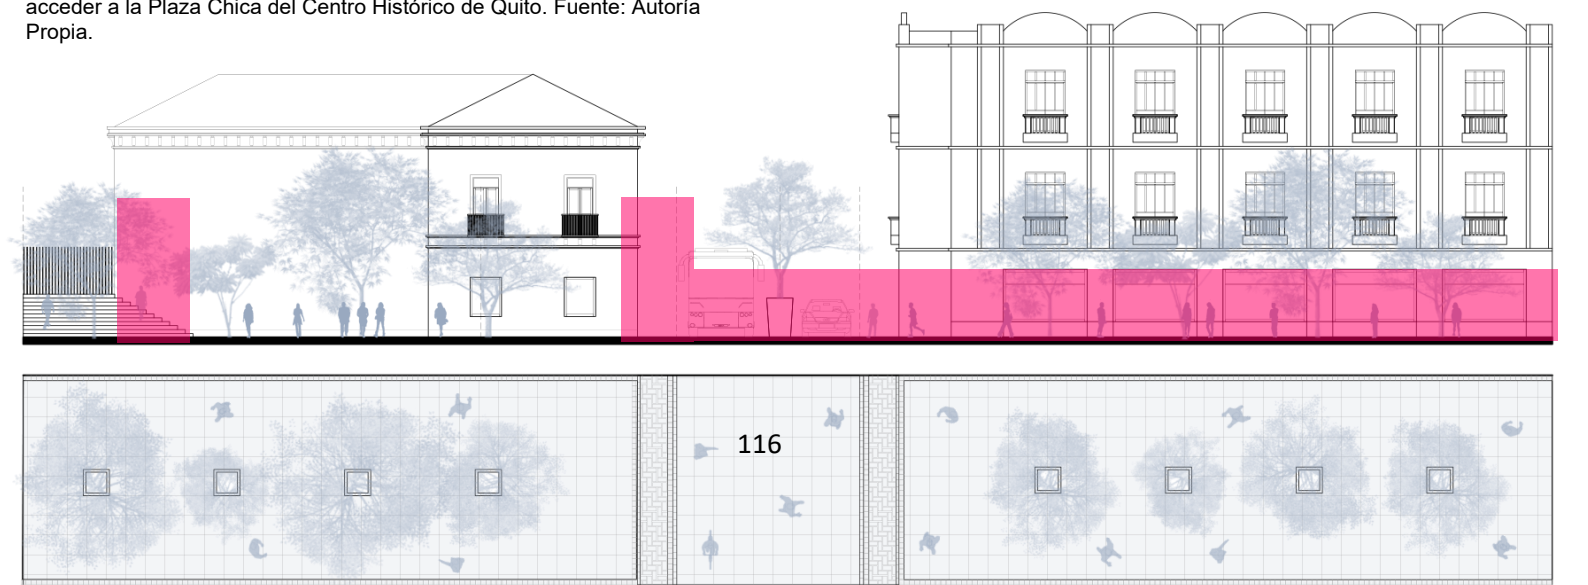 acceder a la Plaza Chica del Centro Histórico de Quito. Fuente: Autoría
Propia.
116